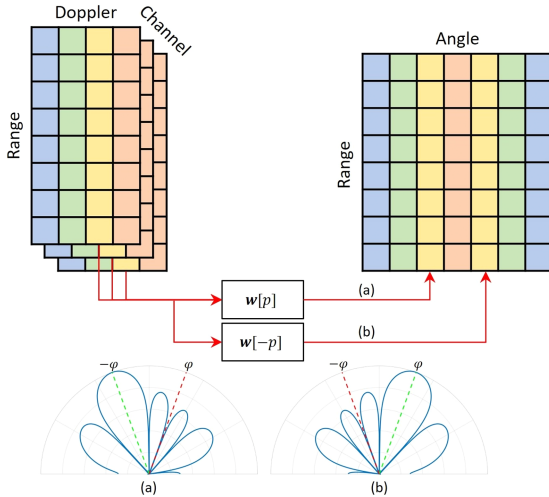 Doppler
Channel
Range
Angle
Range
w[p]
(a)
w[-p]
(b)
−φ
φ
−φ
φ
(a)
(b)